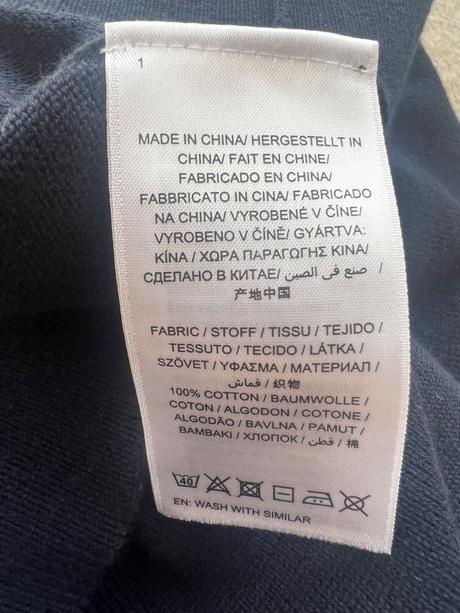 1
MADE IN CHINA/ HERGESTELLT IN
CHINA/ FAIT EN CHINE/
FABRICADO EN CHINA/
FABBRICATO IN CINA/ FABRICADO
NA CHINA/ VYROBENÉ V ČÍNE/
VYROBENO V ČÍNĚ/ GYÁRTVA:
KÍNA / ΧΩΡΑ ΠΑΡΑΓΩΓΗΣ ΚΙΝΑ/
СДЕЛАНО В КИТАЕ/ صنع في الصين /
产地中国
FABRIC / STOFF / TISSU / TEJIDO /
TESSUTO / TECIDO / LÁTKA /
SZÖVET / ΥΦΑΣΜΑ / МАТЕРИАЛ /
قماش / 织物
100% COTTON / BAUMWOLLE /
COTON / ALGODON / COTONE /
ALGODÃO / BAVLNA / PAMUT /
BAMBAKI / ХЛОПОК / قطن / 棉
40
EN: WASH WITH SIMILAR